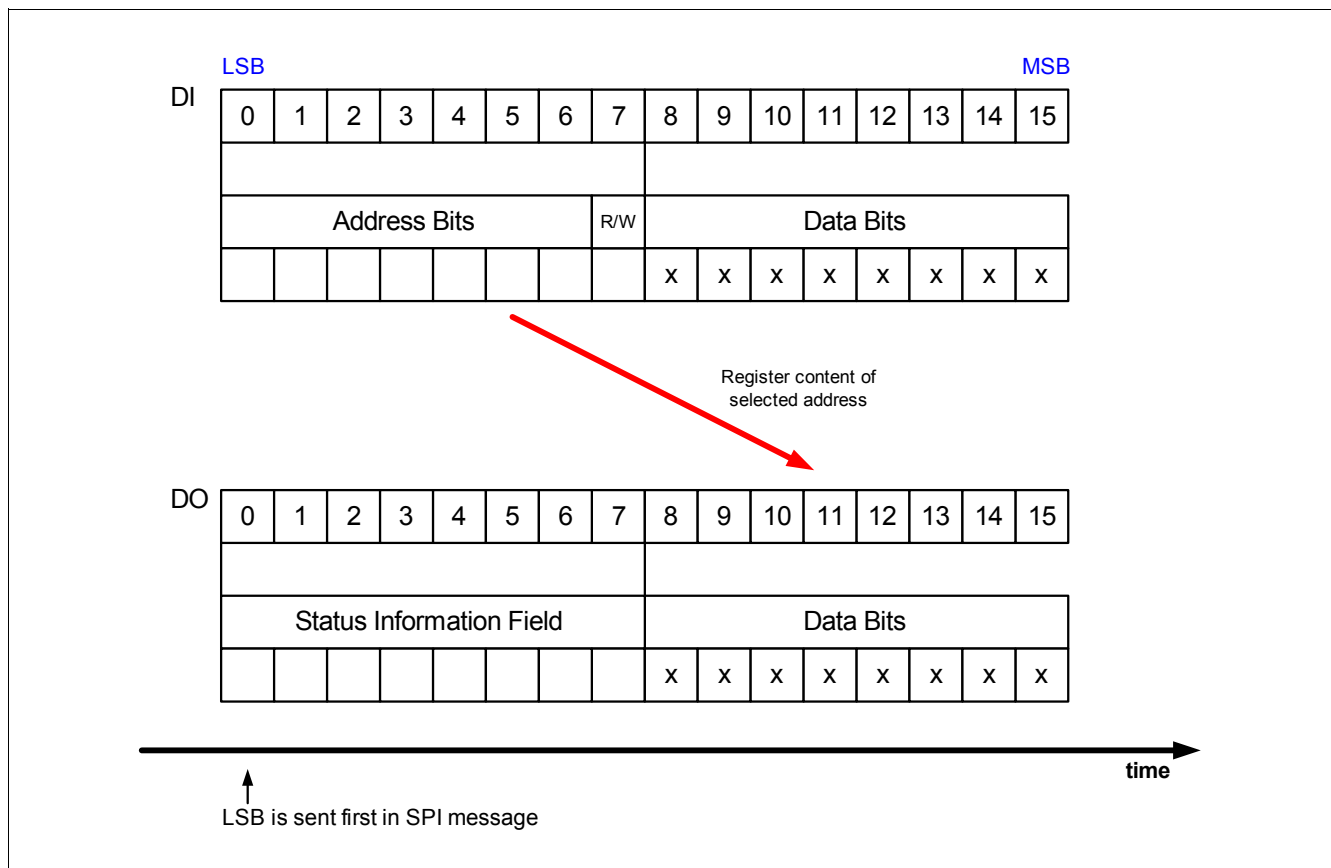 LSB MSB
DI
0 1 2 3 4 5 6 7 8 9 10 11 12 13 14 15
Address Bits R/W Data Bits
x x x x x x x x
Register content of
selected address
DO
0 1 2 3 4 5 6 7 8 9 10 11 12 13 14 15
Status Information Field Data Bits
x x x x x x x x
time
LSB is sent first in SPI message